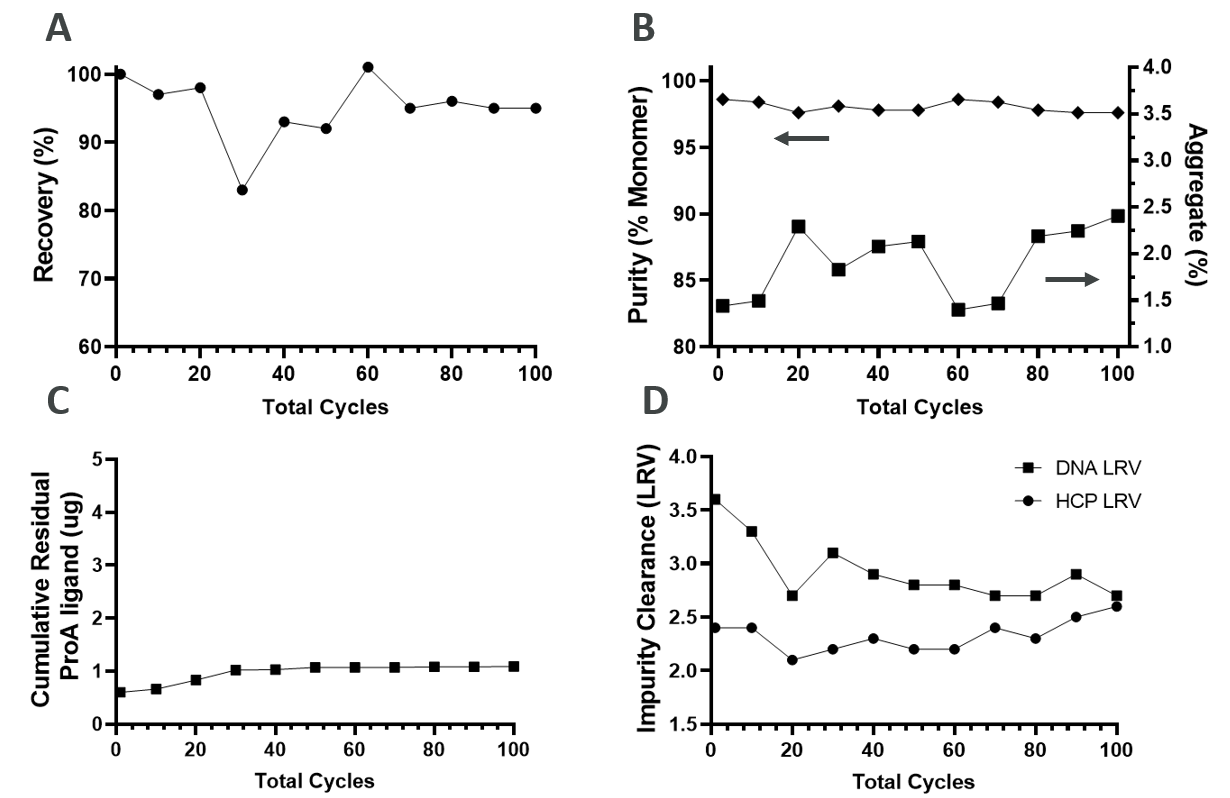 A
100
90
80
70
60
Recovery (%)
0 20 40 60 80 100
Total Cycles
B
100
95
90
85
80
Purity (% Monomer)
4.0
3.5
3.0
2.5
2.0
1.5
1.0
Aggregate (%)
0 20 40 60 80 100
Total Cycles
C
5
4
3
2
1
0
Cumulative Residual
ProA ligand (ug)
0 20 40 60 80 100
Total Cycles
D
4.0
3.5
3.0
2.5
2.0
1.5
Impurity Clearance (LRV)
DNA LRV
HCP LRV
0 20 40 60 80 100
Total Cycles